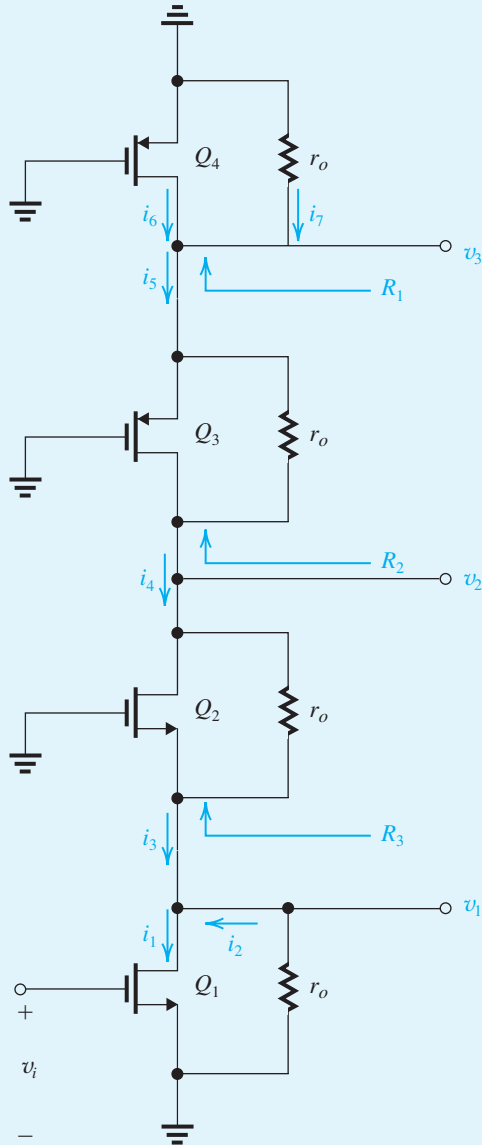 Q4 ro
i6 i7
v3
i5
R1
Q3 ro
R2
i4 v2
Q2 ro
R3
i3
v1
i1 i2
Q1 ro
+
vi
−